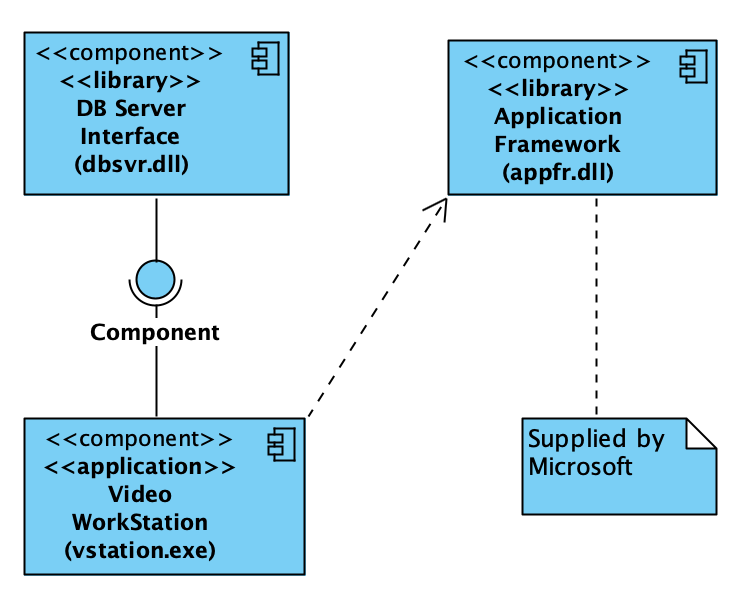 <<component>>
<<library>>
DB Server
Interface
(dbsvr.dll)
<<component>>
<<library>>
Application
Framework
(appfr.dll)
Component
<<component>>
<<application>>
Video
WorkStation
(vstation.exe)
Supplied by
Microsoft